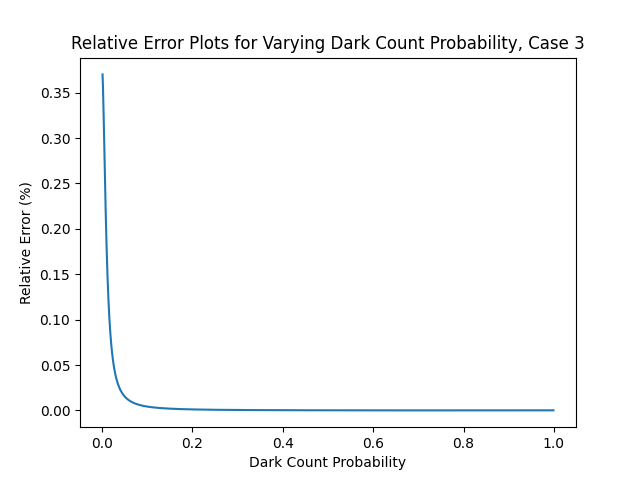 Relative Error Plots for Varying Dark Count Probability, Case 3
Relative Error (%)
0.35
0.30
0.25
0.20
0.15
0.10
0.05
0.00
0.0 0.2 0.4 0.6 0.8 1.0
Dark Count Probability